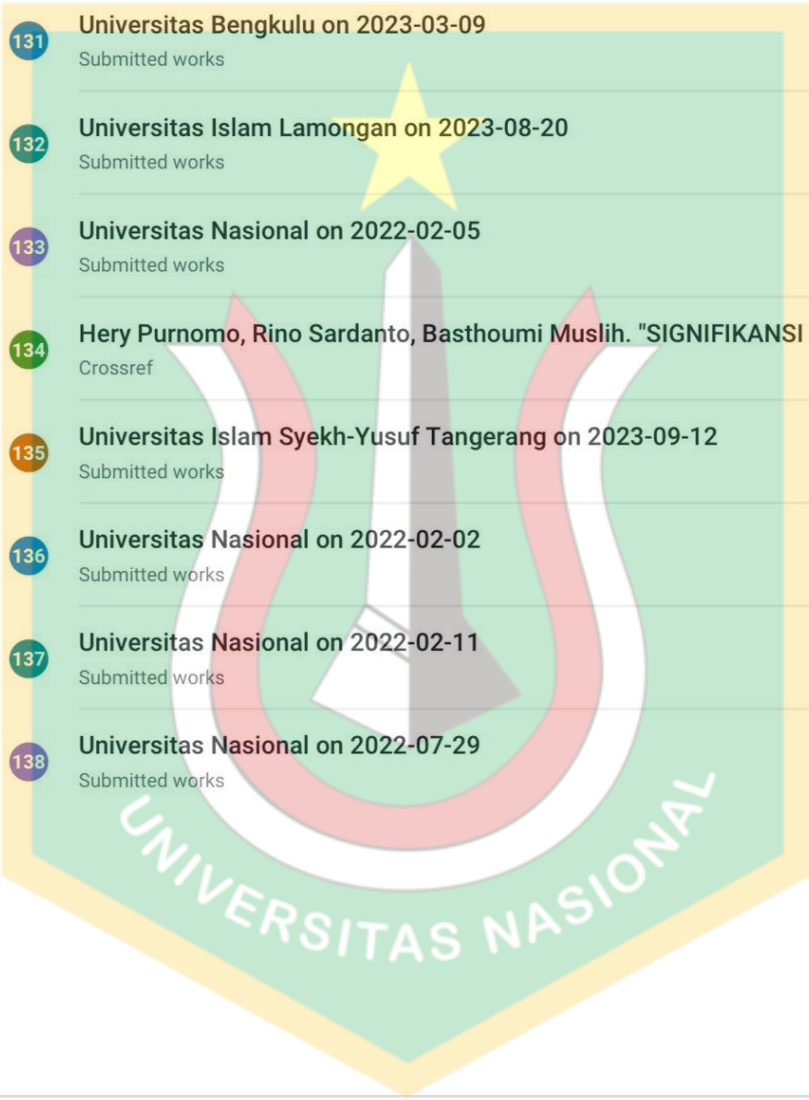 131
Universitas Bengkulu on 2023-03-09
Submitted works
132
Universitas Islam Lamongan on 2023-08-20
Submitted works
133
Universitas Nasional on 2022-02-05
Submitted works
134
Hery Purnomo, Rino Sardanto, Basthoumi Muslih. "SIGNIFIKANSI
Crossref
135
Universitas Islam Syekh-Yusuf Tangerang on 2023-09-12
Submitted works
136
Universitas Nasional on 2022-02-02
Submitted works
137
Universitas Nasional on 2022-02-11
Submitted works
138
Universitas Nasional on 2022-07-29
Submitted works
UNIVERSITAS NASIONAL